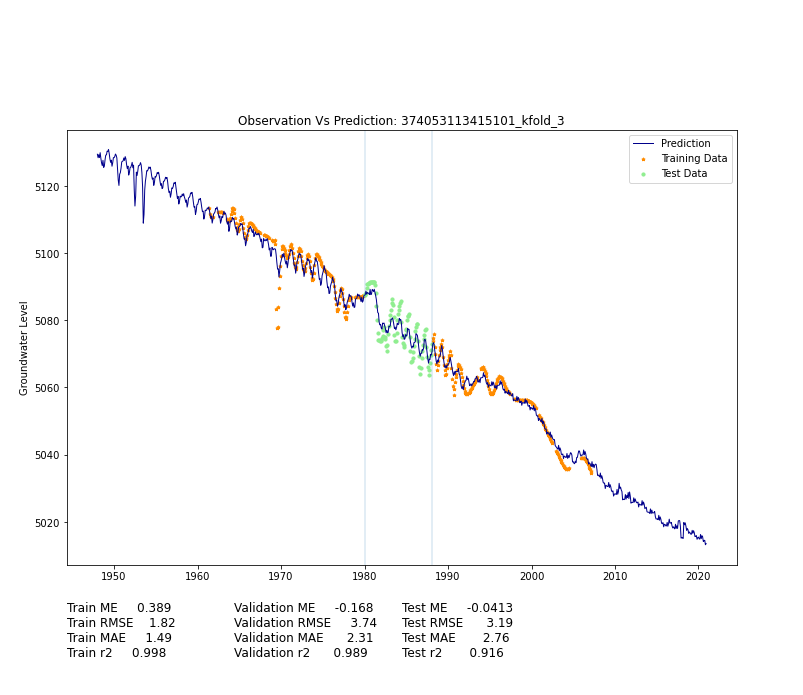 Observation Vs Prediction: 374053113415101_kfold_3
Prediction
Training Data
Test Data
5120
5100
5080
5060
5040
5020
Groundwater Level
1950 1960 1970 1980 1990 2000 2010 2020
Train ME 0.389 Validation ME -0.168 Test ME -0.0413
Train RMSE 1.82 Validation RMSE 3.74 Test RMSE 3.19
Train MAE 1.49 Validation MAE 2.31 Test MAE 2.76
Train r2 0.998 Validation r2 0.989 Test r2 0.916